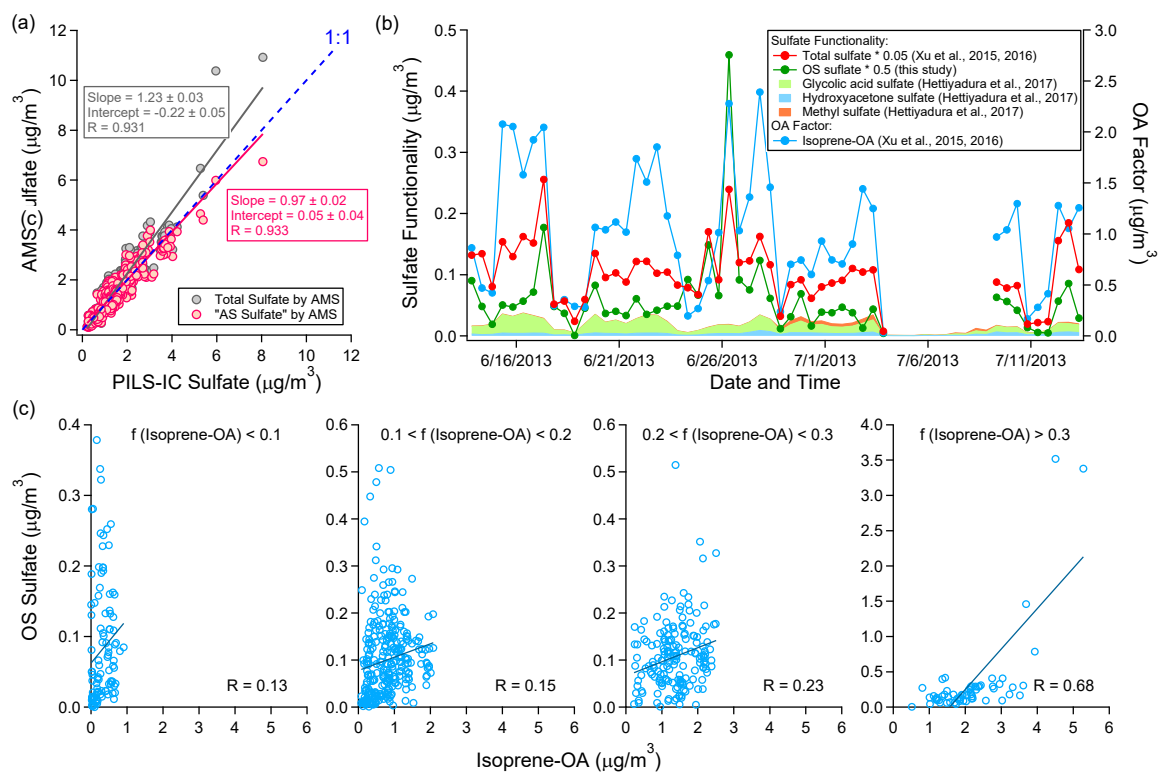 (a)
12
10
8
6
4
2
0
AMS Sulfate (μg/m³)
(c)
1:1
Slope = 1.23 ± 0.03
Intercept = -0.22 ± 0.05
R = 0.931
Slope = 0.97 ± 0.02
Intercept = 0.05 ± 0.04
R = 0.933
Total Sulfate by AMS
"AS Sulfate" by AMS
0 2 4 6 8 10 12
PILS-IC Sulfate (μg/m³)
(b)
0.5
0.4
0.3
0.2
0.1
0.0
Sulfate Functionality (μg/m³)
Sulfate Functionality:
Total sulfate * 0.05 (Xu et al., 2015, 2016)
OS suflate * 0.5 (this study)
Glycolic acid sulfate (Hettiyadura et al., 2017)
Hydroxyacetone sulfate (Hettiyadura et al., 2017)
Methyl sulfate (Hettiyadura et al., 2017)
OA Factor:
Isoprene-OA (Xu et al., 2015, 2016)
3.0
2.5
2.0
1.5
1.0
0.5
0.0
OA Factor (μg/m³)
6/16/2013 6/21/2013 6/26/2013 7/1/2013 7/6/2013 7/11/2013
Date and Time
(c)
OS Sulfate (μg/m³)
0.4
0.3
0.2
0.1
0.0
f (Isoprene-OA) < 0.1
R = 0.13
0 1 2 3 4 5 6
0.6
0.5
0.4
0.3
0.2
0.1
0.0
0.1 < f (Isoprene-OA) < 0.2
R = 0.15
0 1 2 3 4 5 6
0.6
0.5
0.4
0.3
0.2
0.1
0.0
0.2 < f (Isoprene-OA) < 0.3
R = 0.23
0 1 2 3 4 5 6
4.0
3.5
3.0
2.5
2.0
1.5
1.0
0.5
0.0
f (Isoprene-OA) > 0.3
R = 0.68
0 1 2 3 4 5 6
Isoprene-OA (μg/m³)